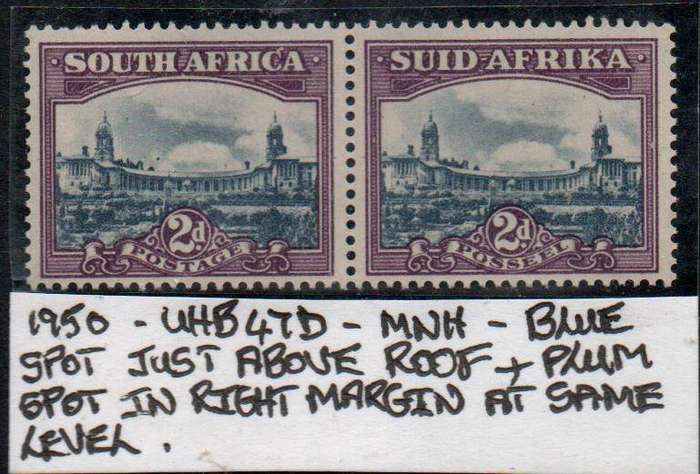 SOUTH AFRICA SUID-AFRIKA
2d 2d
POSTAGE POSSEËL
1950 - UHB 47D - MNH - BLUE
SPOT JUST ABOVE ROOF + PLUM
SPOT IN RIGHT MARGIN AT SAME
LEVEL .